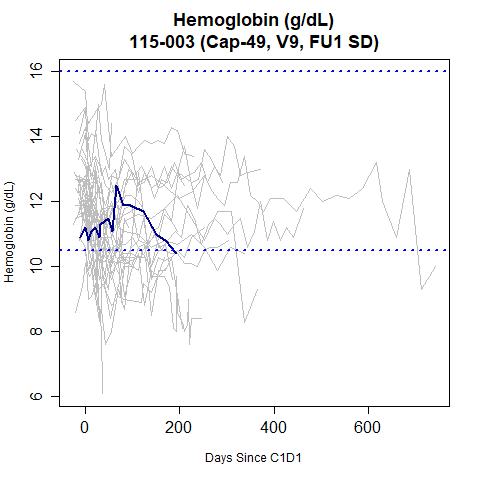 Hemoglobin (g/dL)
115-003 (Cap-49, V9, FU1 SD)
Hemoglobin (g/dL)
16
14
12
10
8
6
0
200
400
600
Days Since C1D1